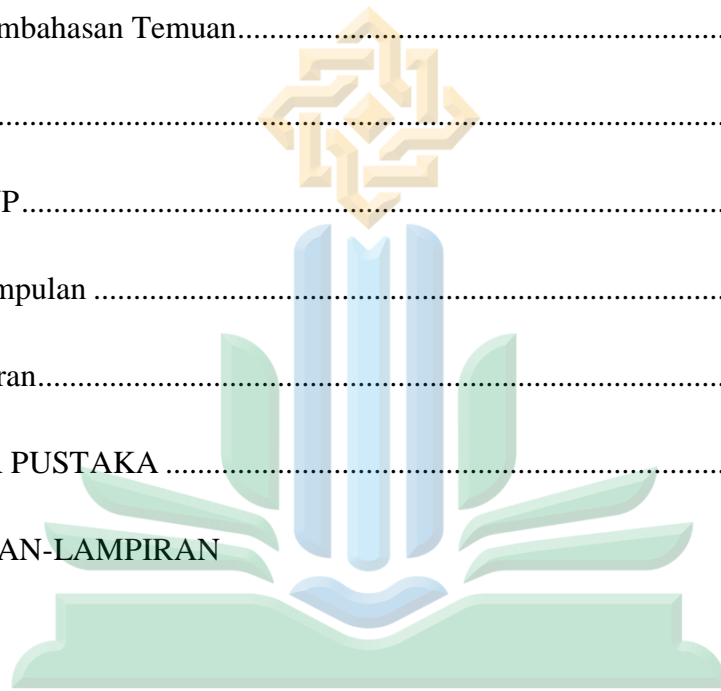 mbahasan Temuan................................................................
................................................................................................
P................................................................................................
mpulan ................................................................................
ran................................................................................................
PUSTAKA ................................................................................
AN-LAMPIRAN